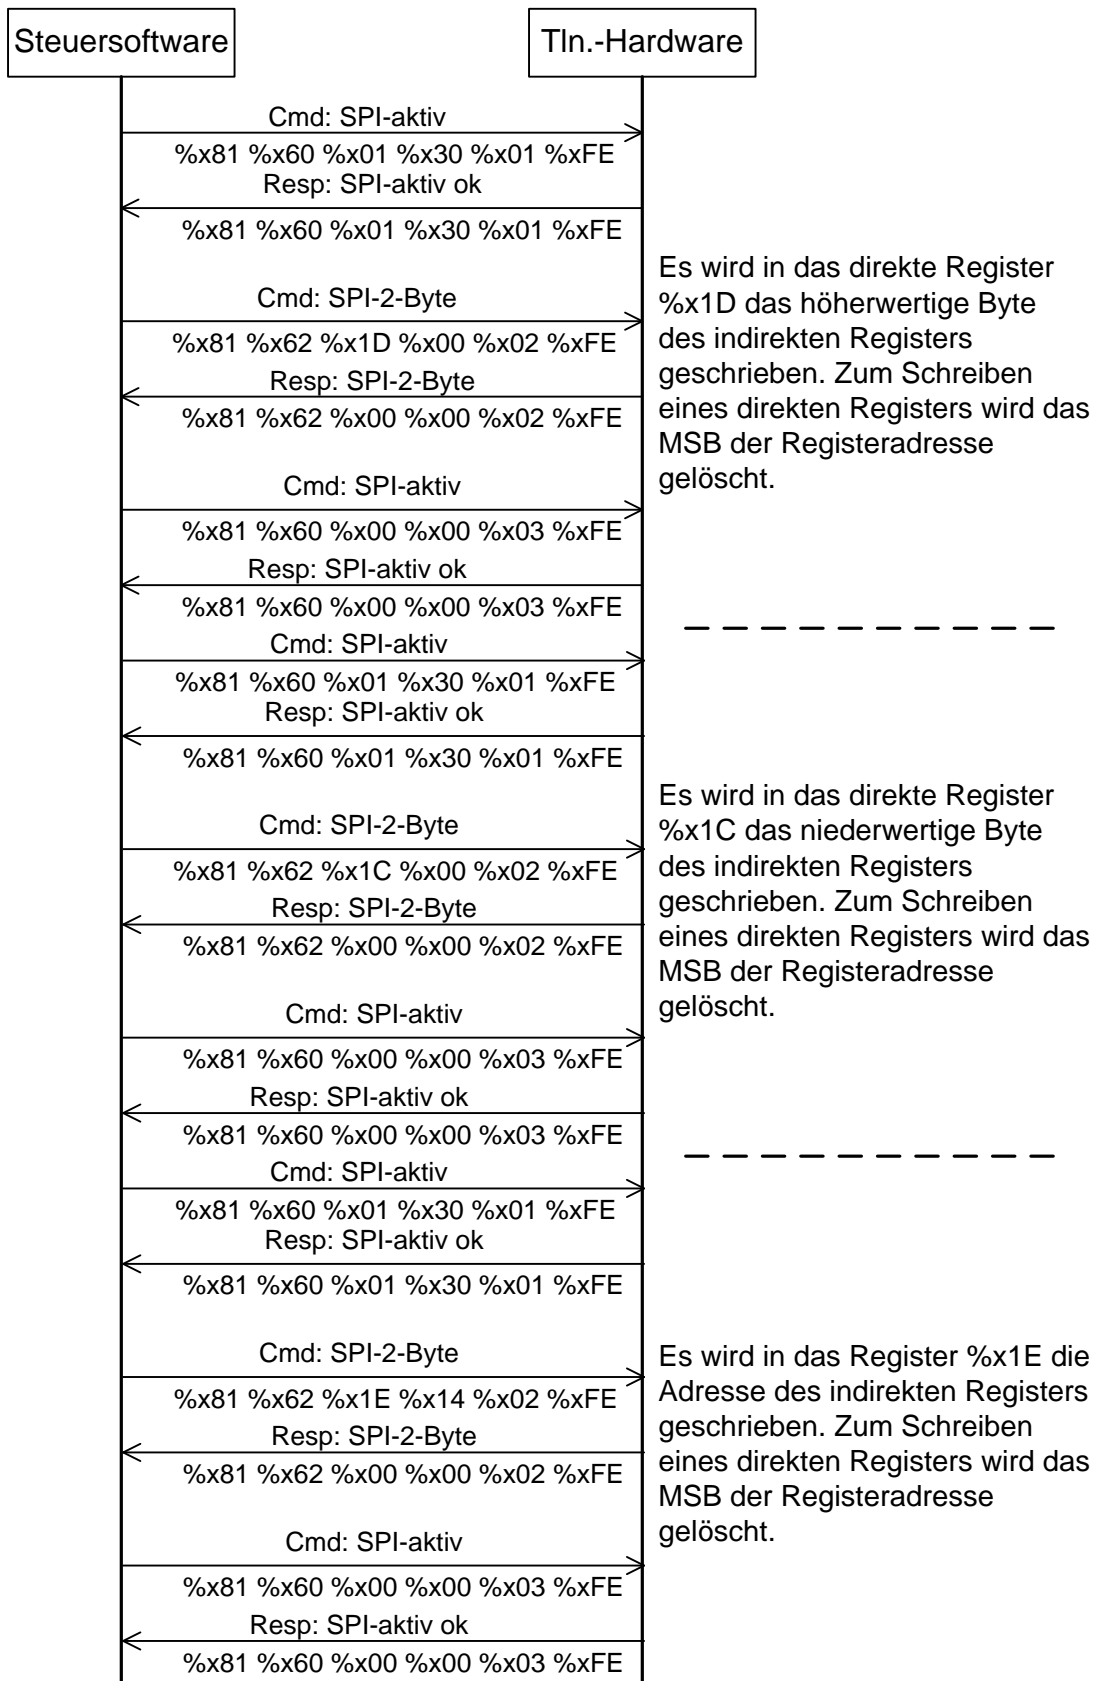 Steuersoftware
Tln.-Hardware
Cmd: SPI-aktiv
%x81 %x60 %x01 %x30 %x01 %xFE
Resp: SPI-aktiv ok
%x81 %x60 %x01 %x30 %x01 %xFE
Cmd: SPI-2-Byte
%x81 %x62 %x1D %x00 %x02 %xFE
Resp: SPI-2-Byte
%x81 %x62 %x00 %x00 %x02 %xFE
Cmd: SPI-aktiv
%x81 %x60 %x00 %x00 %x03 %xFE
Resp: SPI-aktiv ok
%x81 %x60 %x00 %x00 %x03 %xFE
Es wird in das direkte Register
%x1D das höherwertige Byte
des indirekten Registers
geschrieben. Zum Schreiben
eines direkten Registers wird das
MSB der Registeradresse
gelöscht.
Cmd: SPI-aktiv
%x81 %x60 %x01 %x30 %x01 %xFE
Resp: SPI-aktiv ok
%x81 %x60 %x01 %x30 %x01 %xFE
Cmd: SPI-2-Byte
%x81 %x62 %x1C %x00 %x02 %xFE
Resp: SPI-2-Byte
%x81 %x62 %x00 %x00 %x02 %xFE
Cmd: SPI-aktiv
%x81 %x60 %x00 %x00 %x03 %xFE
Resp: SPI-aktiv ok
%x81 %x60 %x00 %x00 %x03 %xFE
Es wird in das direkte Register
%x1C das niederwertige Byte
des indirekten Registers
geschrieben. Zum Schreiben
eines direkten Registers wird das
MSB der Registeradresse
gelöscht.
Cmd: SPI-aktiv
%x81 %x60 %x01 %x30 %x01 %xFE
Resp: SPI-aktiv ok
%x81 %x60 %x01 %x30 %x01 %xFE
Cmd: SPI-2-Byte
%x81 %x62 %x1E %x14 %x02 %xFE
Resp: SPI-2-Byte
%x81 %x62 %x00 %x00 %x02 %xFE
Cmd: SPI-aktiv
%x81 %x60 %x00 %x00 %x03 %xFE
Resp: SPI-aktiv ok
%x81 %x60 %x00 %x00 %x03 %xFE
Es wird in das Register %x1E die
Adresse des indirekten Registers
geschrieben. Zum Schreiben
eines direkten Registers wird das
MSB der Registeradresse
gelöscht.